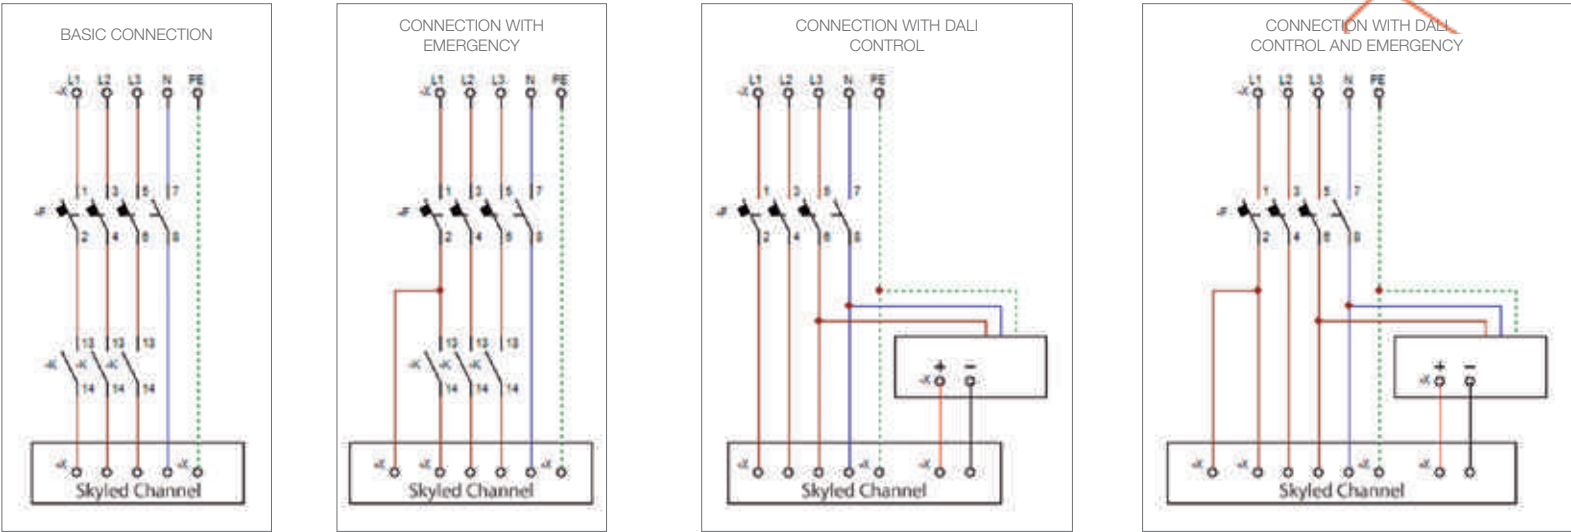 BASIC CONNECTION
L1 L2 L3 N PE
-X
1 3 5 7
-F
2 4 6 8
13 13 13
-K -K -K
14 14 14
-X -X
Skyled Channel
CONNECTION WITH
EMERGENCY
L1 L2 L3 N PE
-X
1 3 5 7
-F
2 4 6 8
13 13 13
-K -K -K
14 14 14
-X -X -X
Skyled Channel
CONNECTION WITH DALI
CONTROL
L1 L2 L3 N PE
-X
1 3 5 7
-F
2 4 6 8
+ -
-X
-X -X -X
Skyled Channel
CONNECTION WITH DALI
CONTROL AND EMERGENCY
L1 L2 L3 N PE
-X
1 3 5 7
-F
2 4 6 8
+ -
-X
-X -X -X -X
Skyled Channel